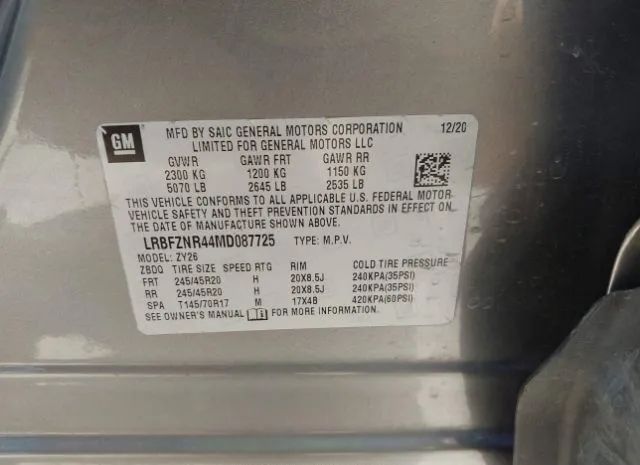 GM
MFD BY SAIC GENERAL MOTORS CORPORATION 12/20
LIMITED FOR GENERAL MOTORS LLC
GVWR GAWR FRT GAWR RR
2300 KG 1200 KG 1150 KG
5070 LB 2645 LB 2535 LB
THIS VEHICLE CONFORMS TO ALL APPLICABLE U.S. FEDERAL MOTOR
VEHICLE SAFETY AND THEFT PREVENTION STANDARDS IN EFFECT ON
THE DATE OF MANUFACTURE SHOWN ABOVE.
LRBFZNR44MD087725 TYPE: M.P.V.
MODEL: ZY26
ZBDQ TIRE SIZE SPEED RTG RIM COLD TIRE PRESSURE
FRT 245/45R20 H 20X8.5J 240KPA(35PSI)
RR 245/45R20 H 20X8.5J 240KPA(35PSI)
SPA T145/70R17 M 17X4B 420KPA(60PSI)
SEE OWNER'S MANUAL FOR MORE INFORMATION.